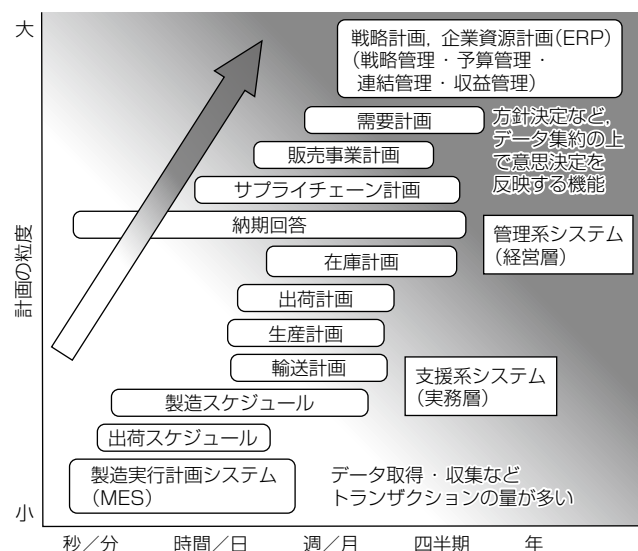 大
戦略計画，企業資源計画(ERP)
(戦略管理・予算管理・
連結管理・収益管理)
需要計画
方針決定など，
データ集約の上
で意思決定を
反映する機能
販売事業計画
サプライチェーン計画
納期回答
管理系システム
(経営層)
在庫計画
出荷計画
生産計画
輸送計画
支援系システム
(実務層)
製造スケジュール
出荷スケジュール
製造実行計画システム
(MES)
データ取得・収集など
トランザクションの量が多い
小
計画の粒度
秒／分 時間／日 週／月 四半期 年